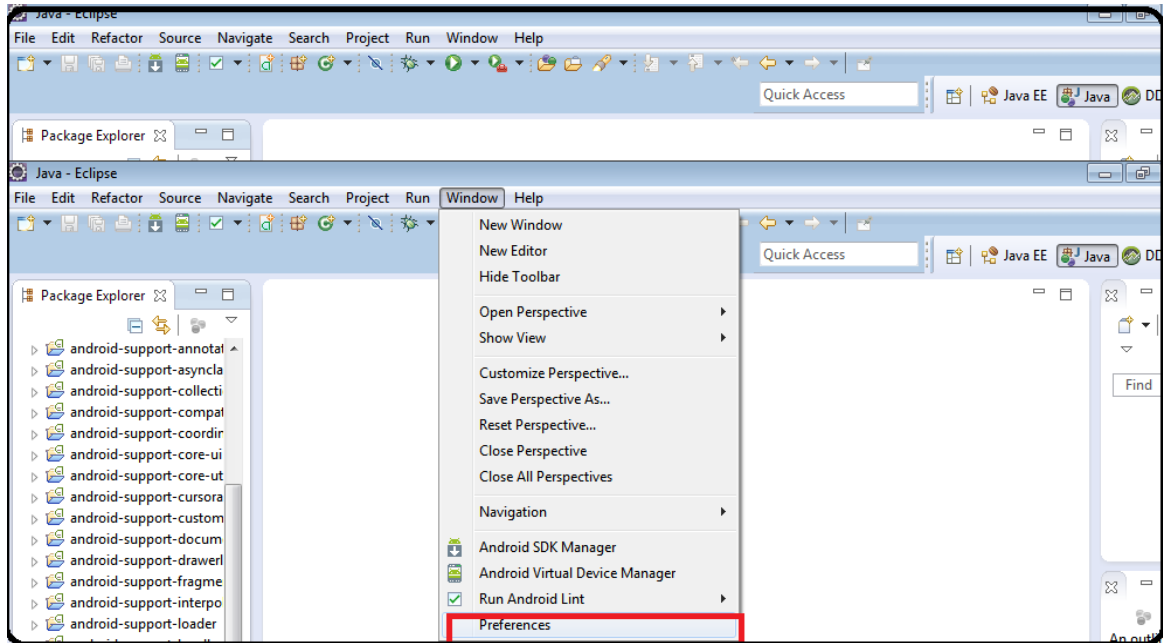 Java - Eclipse
File Edit Refactor Source Navigate Search Project Run Window Help
Quick Access
Java EE Java DD
Package Explorer
Java - Eclipse
File Edit Refactor Source Navigate Search Project Run Window Help
New Window
New Editor
Hide Toolbar
Quick Access
Java EE Java DD
Package Explorer
Open Perspective
Show View
Customize Perspective...
Save Perspective As...
Reset Perspective...
Close Perspective
Close All Perspectives
Navigation
Android SDK Manager
Android Virtual Device Manager
Run Android Lint
Preferences
android-support-annotat
android-support-asyncla
android-support-collecti
android-support-compat
android-support-coordin
android-support-core-ui
android-support-core-ut
android-support-cursora
android-support-custom
android-support-docum
android-support-drawerl
android-support-fragme
android-support-interpo
android-support-loader
Find
An outl